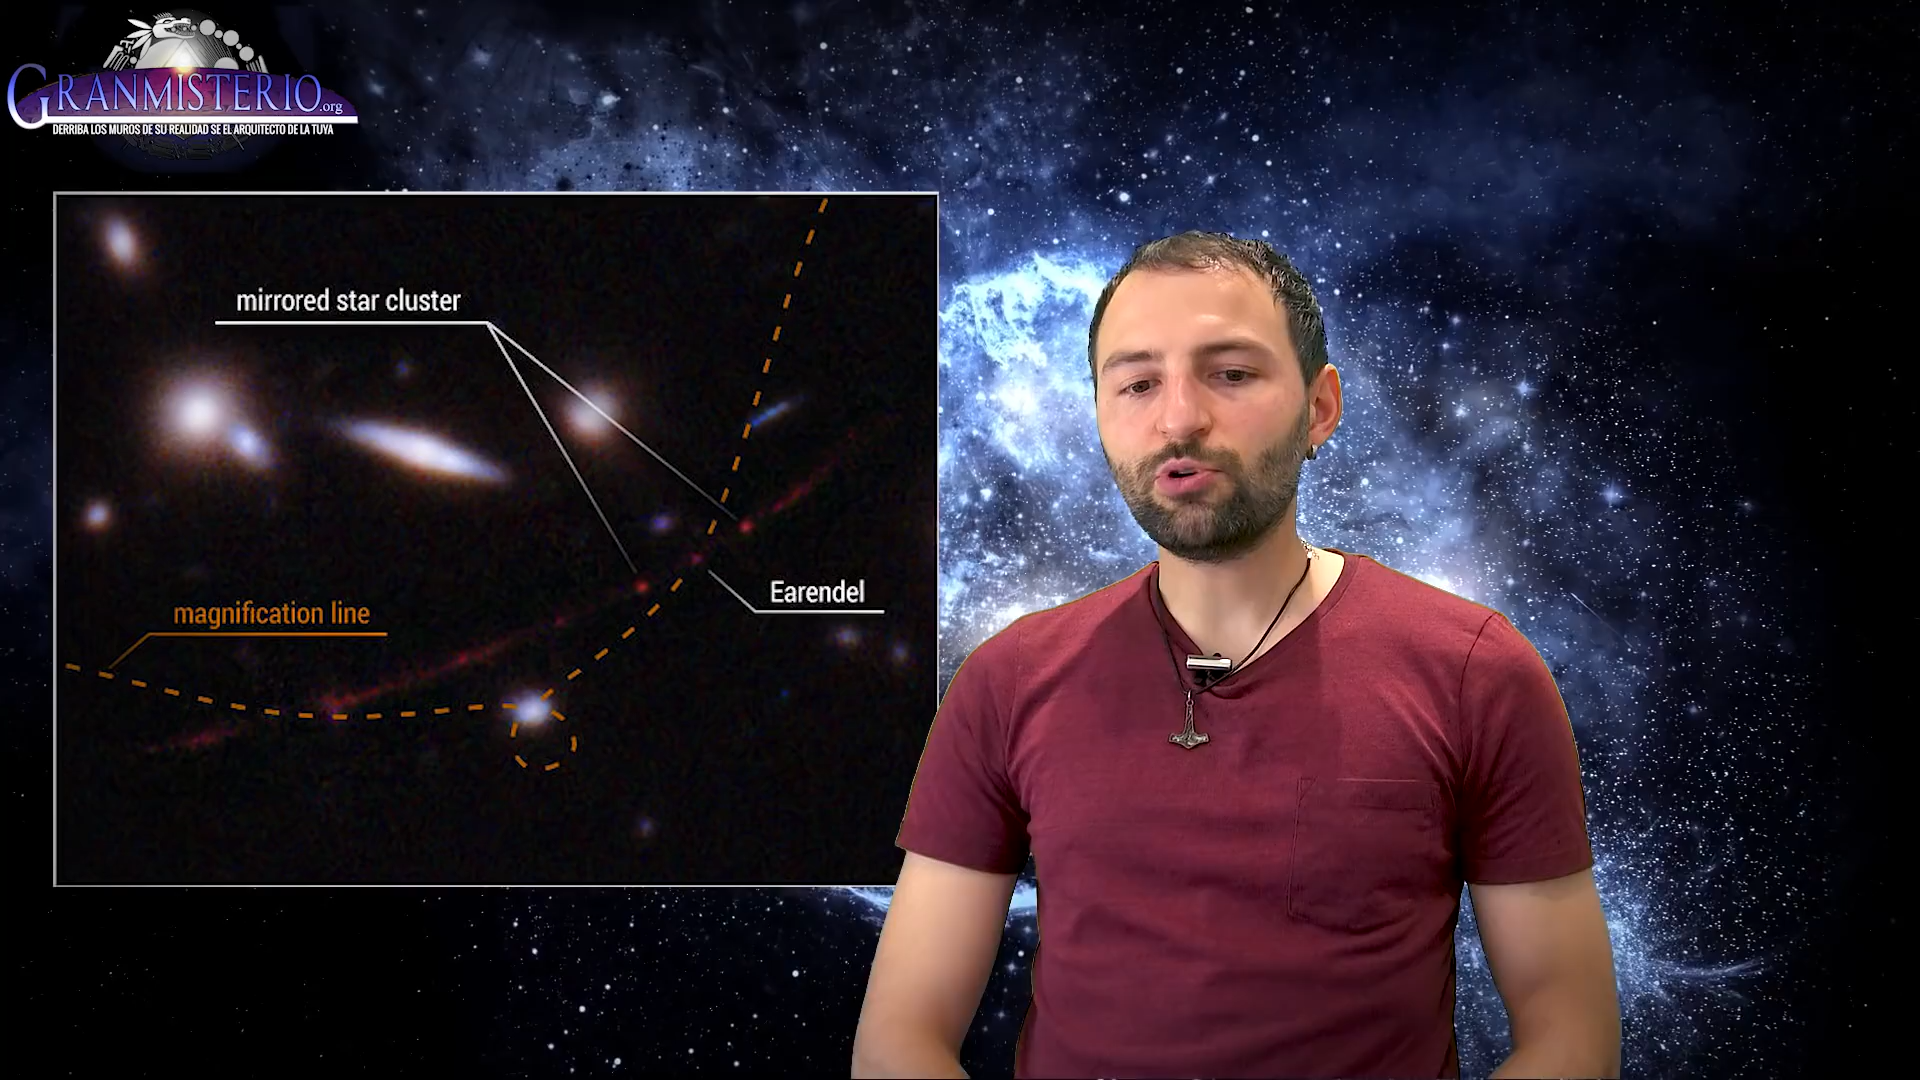 GRANMISTERIO.org
DERRIBA LOS MUROS DE SU REALIDAD SE EL ARQUITECTO DE LA TUYA
mirrored star cluster
Earendel
magnification line